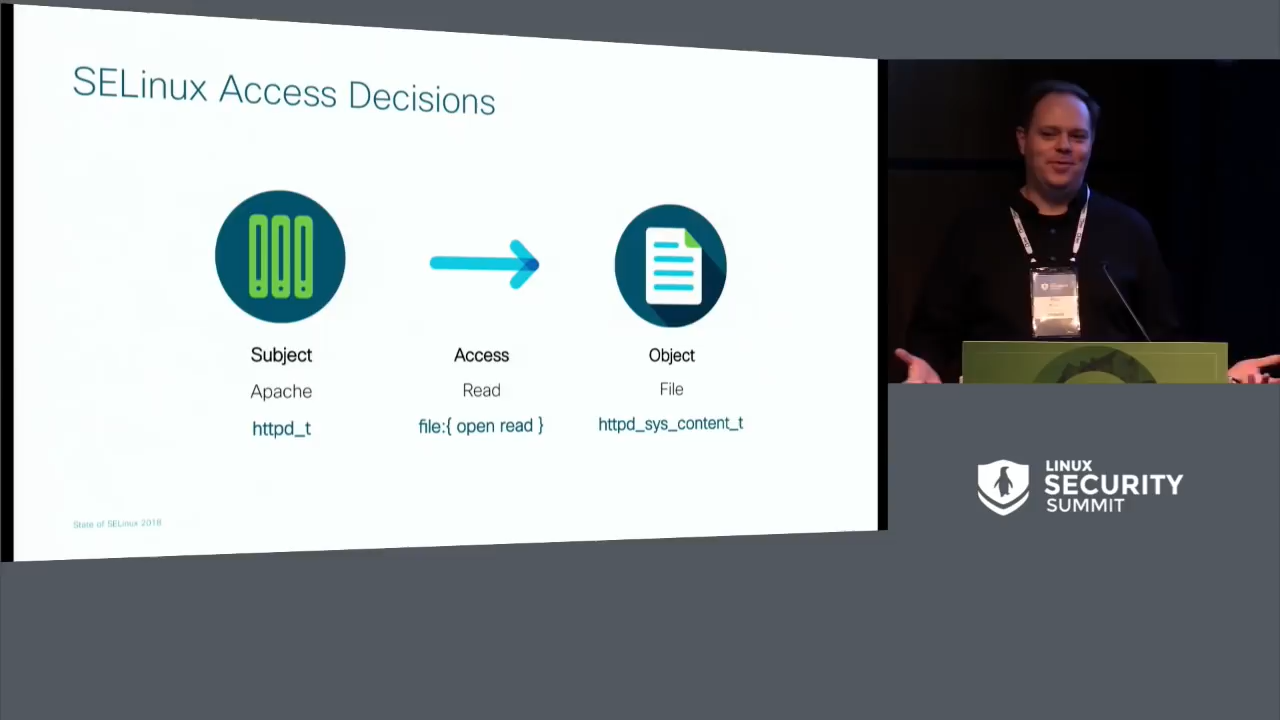 SELinux Access Decisions
Subject
Apache
httpd_t
Access
Read
file:{ open read }
Object
File
httpd_sys_content_t
State of SELinux 2018
LINUX
SECURITY
SUMMIT